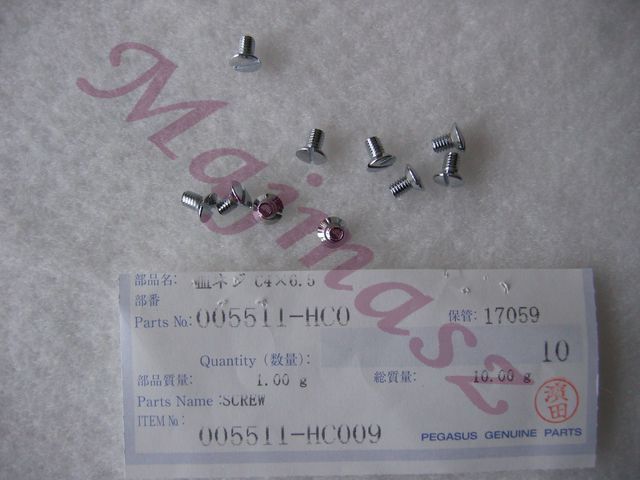 Majinasz
部品名: 皿ネジ C4×6.5
部番
Parts No: 005511-HC0 保管: 17059
Quantity (数量): 10
部品質量: 1.00 g 総質量: 10.00 g
Parts Name :SCREW
ITEM No: 005511-HC009
濵田
PEGASUS GENUINE PARTS